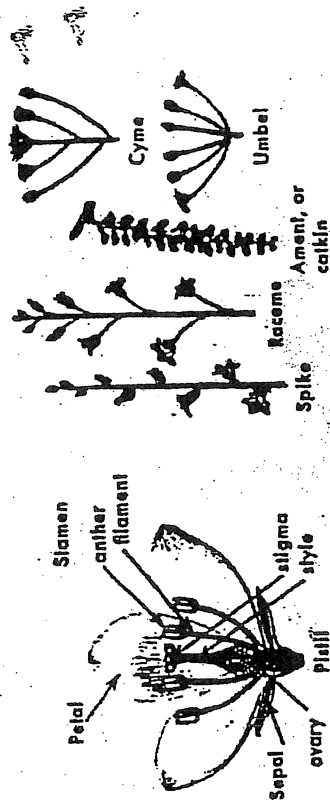 Petal
Stamen
anther
filament
stigma
style
Sepal
ovary
Pistil
Spike
Raceme
Ament, or
catkin
Cyme
Umbel